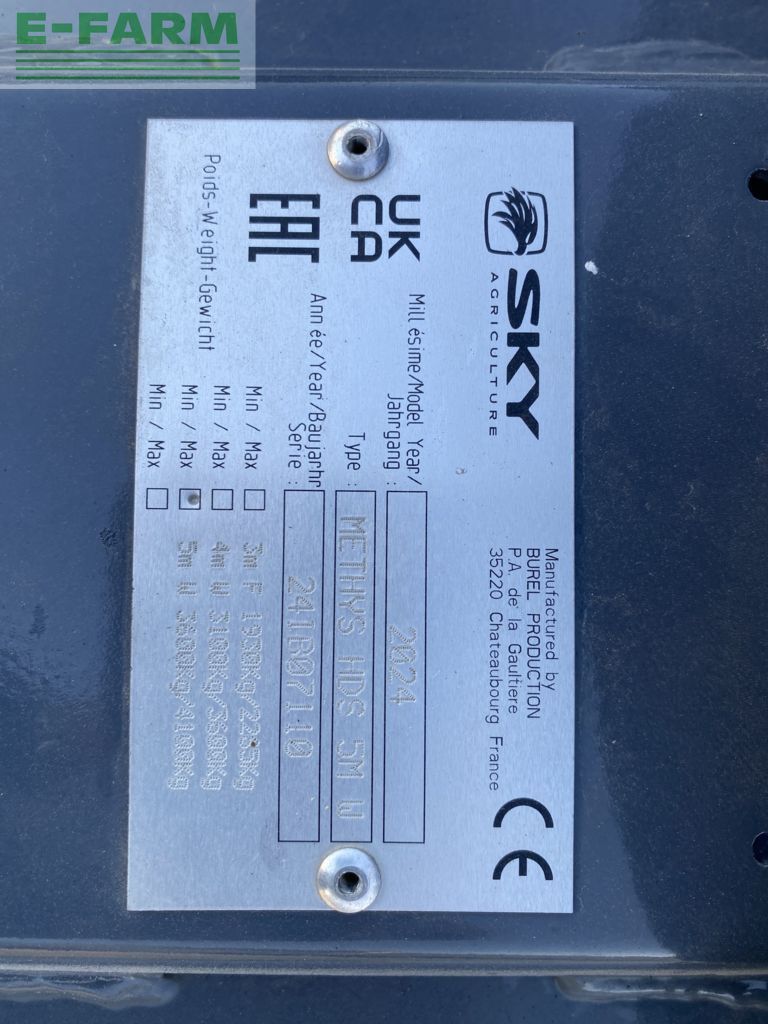 E-FARM
SKY
AGRICULTURE
Manufactured by
BUREL PRODUCTION
P.A. de la Gaultiere
35220 Chateaubourg France
CE
UK
CA
EAC
Mill ésime/Model Year/
Jahrgang : 2024
Type : METHYS HDS 5M W
Ann ée/Year/Baujahr
Serie : 241B07110
Poids-Weight-Gewicht
Min / Max 3m F
Min / Max 4m W 3100Kg/3600Kg
Min / Max 5m W 3600Kg/4100Kg
Min / Max